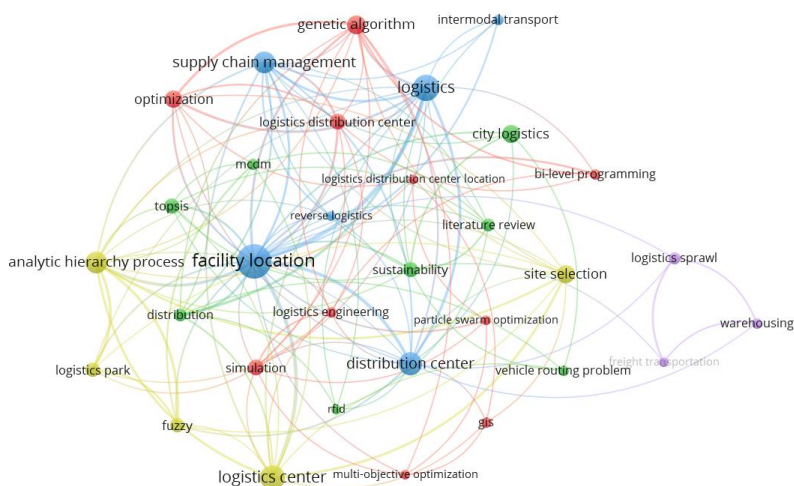 intermodal transport
genetic algorithm
supply chain management
logistics
optimization
logistics distribution center
city logistics
mcdm
bi-level programming
logistics distribution center location
topsis
reverse logistics
literature review
logistics sprawl
analytic hierarchy process
facility location
sustainability
site selection
distribution
logistics engineering
particle swarm optimization
warehousing
freight transportation
logistics park
simulation
distribution center
vehicle routing problem
rfid
fuzzy
gis
logistics center
multi-objective optimization